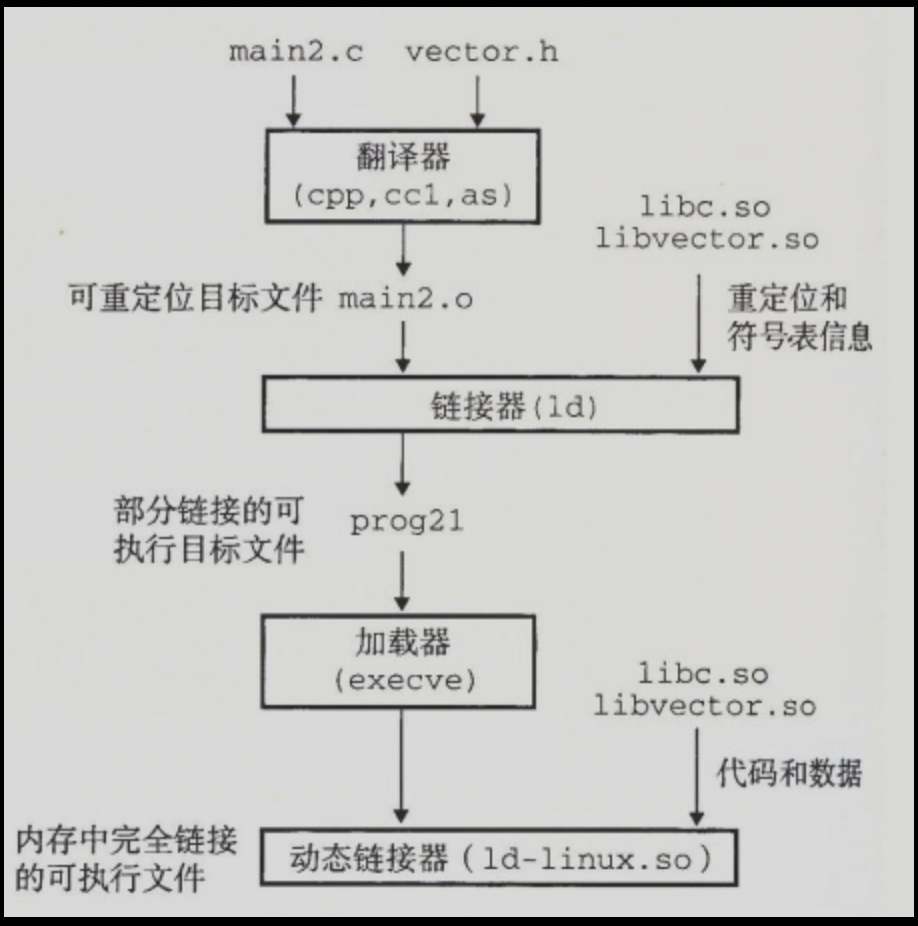 main2.c vector.h
翻译器
(cpp,cc1,as)
libc.so
libvector.so
可重定位目标文件 main2.o
重定位和
符号表信息
链接器(ld)
部分链接的可
执行目标文件
prog21
加载器
(execve)
libc.so
libvector.so
代码和数据
内存中完全链接
的可执行文件
动态链接器(ld-linux.so)